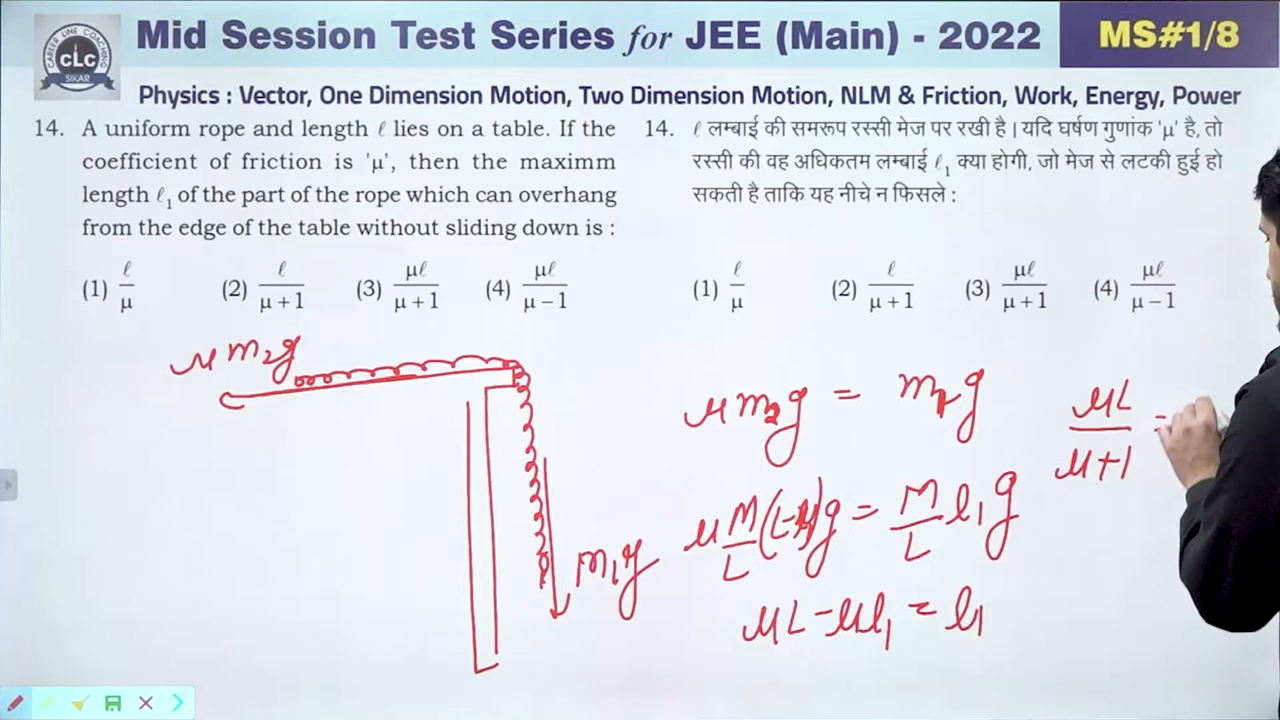 CAREER LINE COACHING
CLC
SIKAR
Mid Session Test Series for JEE (Main) - 2022
MS#1/8
Physics : Vector, One Dimension Motion, Two Dimension Motion, NLM & Friction, Work, Energy, Power
14. A uniform rope and length ℓ lies on a table. If the
coefficient of friction is 'μ', then the maximm
length ℓ₁ of the part of the rope which can overhang
from the edge of the table without sliding down is :
(1) ℓ/μ (2) ℓ/μ + 1 (3) μℓ/μ + 1 (4) μℓ/μ − 1
14. ℓ लम्बाई की समरूप रस्सी मेज पर रखी है। यदि घर्षण गुणांक 'μ' है, तो
रस्सी की वह अधिकतम लम्बाई ℓ₁ क्या होगी, जो मेज से लटकी हुई हो
सकती है ताकि यह नीचे न फिसले :
(1) ℓ/μ (2) ℓ/μ + 1 (3) μℓ/μ + 1 (4) μℓ/μ − 1
μ m₂g
m₁g
μ m₂g = m₁g
μ M/L (L-l₁)g = M/L l₁ g
μL - μl₁ = l₁
μL/μ+1 =